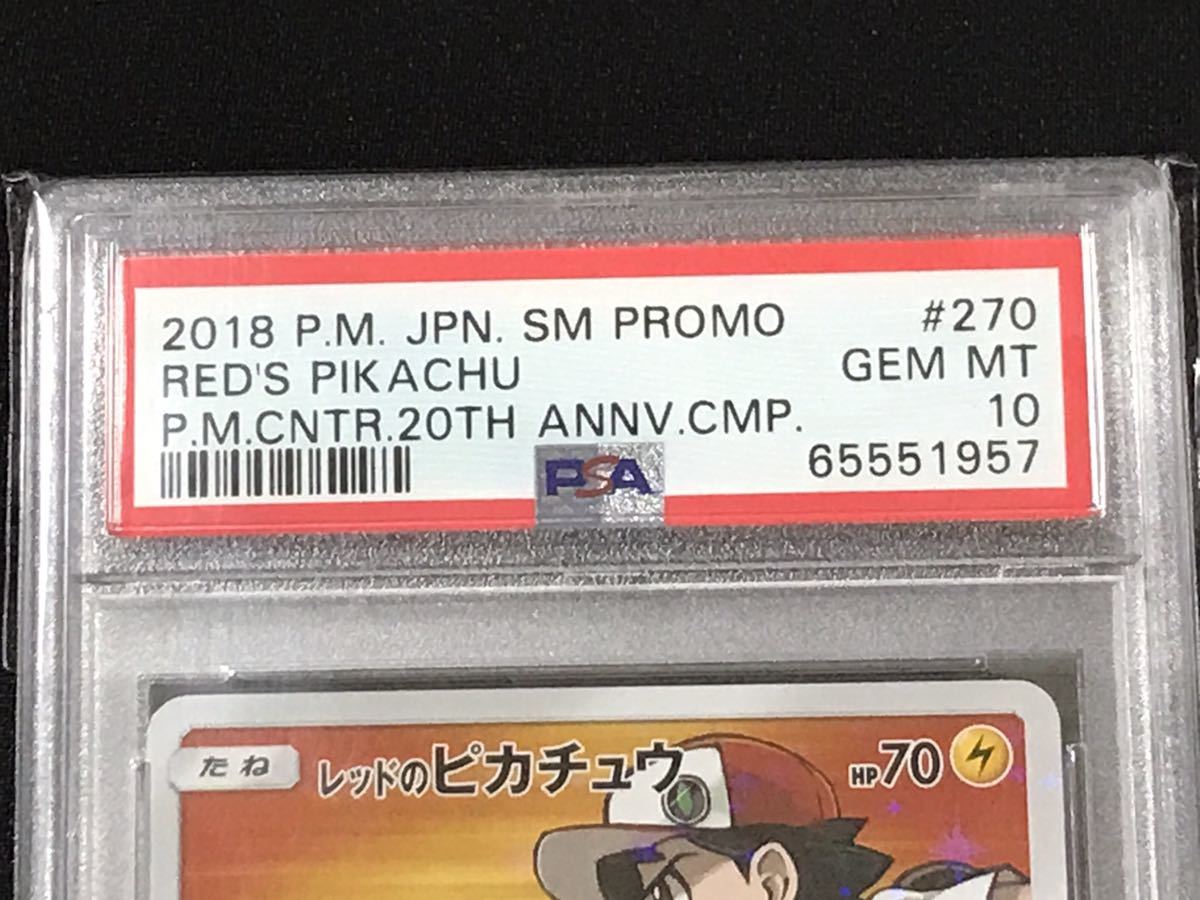 2018 P.M. JPN. SM PROMO #270
RED'S PIKACHU GEM MT
P.M.CNTR.20TH ANNV.CMP. 10
PSA 65551957
たね レッドのピカチュウ HP70